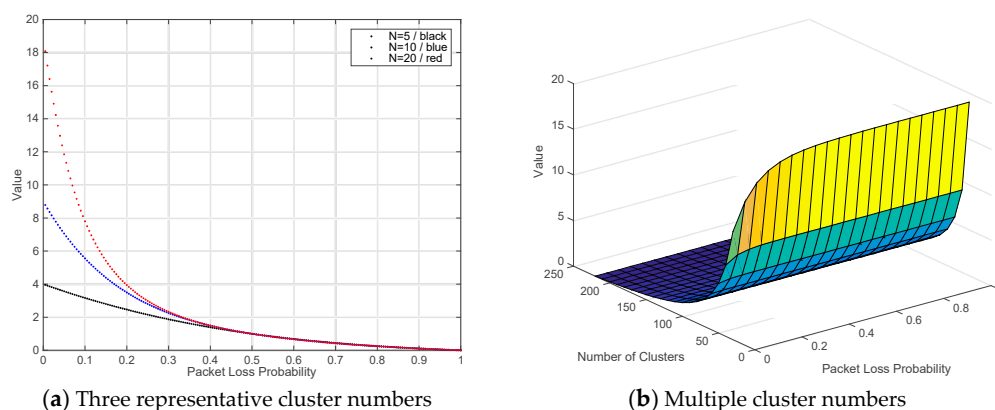 20
18
16
14
12
10
8
6
4
2
0
Value
N=5 / black
N=10 / blue
N=20 / red
0 0.1 0.2 0.3 0.4 0.5 0.6 0.7 0.8 0.9 1
Packet Loss Probability
(a) Three representative cluster numbers
20
15
10
5
0
Value
250
200
150
100
50
0
Number of Clusters
0
0.2
0.4
0.6
0.8
Packet Loss Probability
(b) Multiple cluster numbers